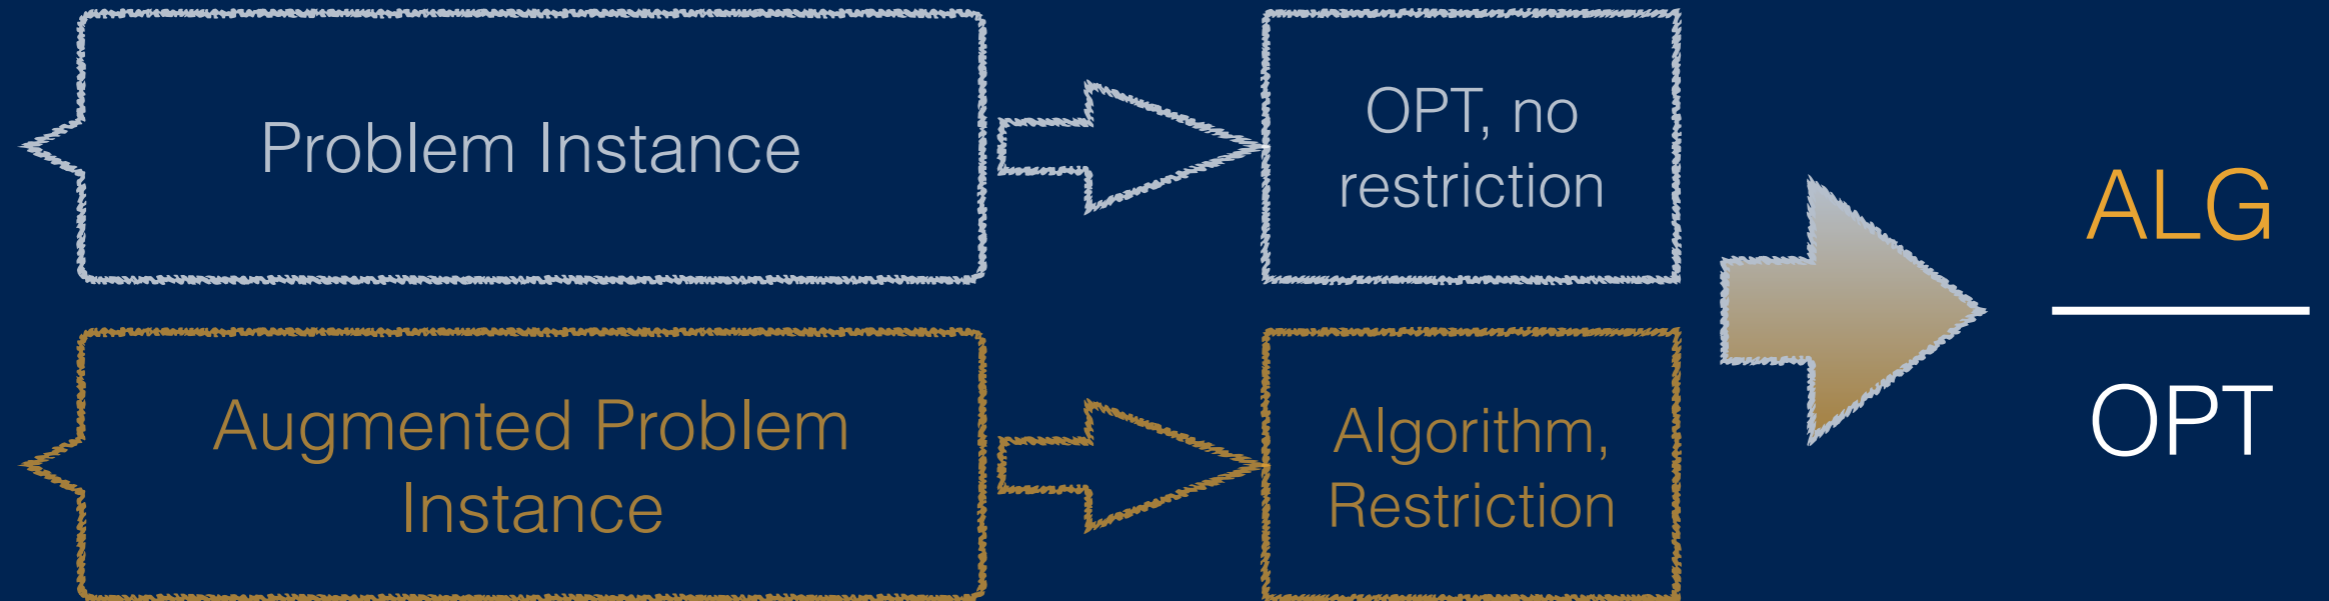 Problem Instance
OPT, no
restriction
Augmented Problem
Instance
Algorithm,
Restriction
ALG
OPT